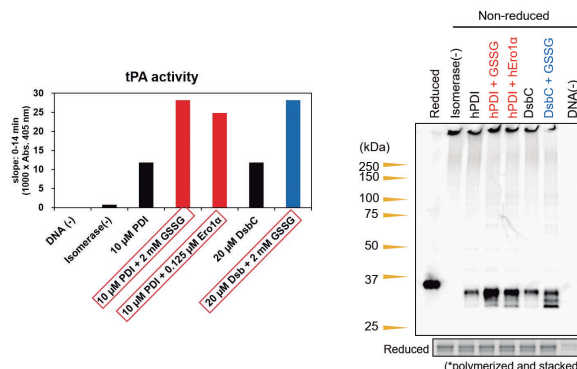 tPA activity
slope: 0-14 min
(1000 x Abs. 405 nm)
30
25
20
15
10
5
0
DNA (-)
Isomerase(-)
10 µM PDI
10 µM PDI + 2 mM GSSG
10 µM PDI + 0.125 µM Ero1α
20 µM DsbC
20 µM Dsb + 2 mM GSSG
Non-reduced
Reduced
Isomerase(-)
hPDI
hPDI + GSSG
hPDI + hEro1α
DsbC
DsbC + GSSG
DNA(-)
(kDa)
250
150
100
75
50
37
25
Reduced
(*polymerized and stacked